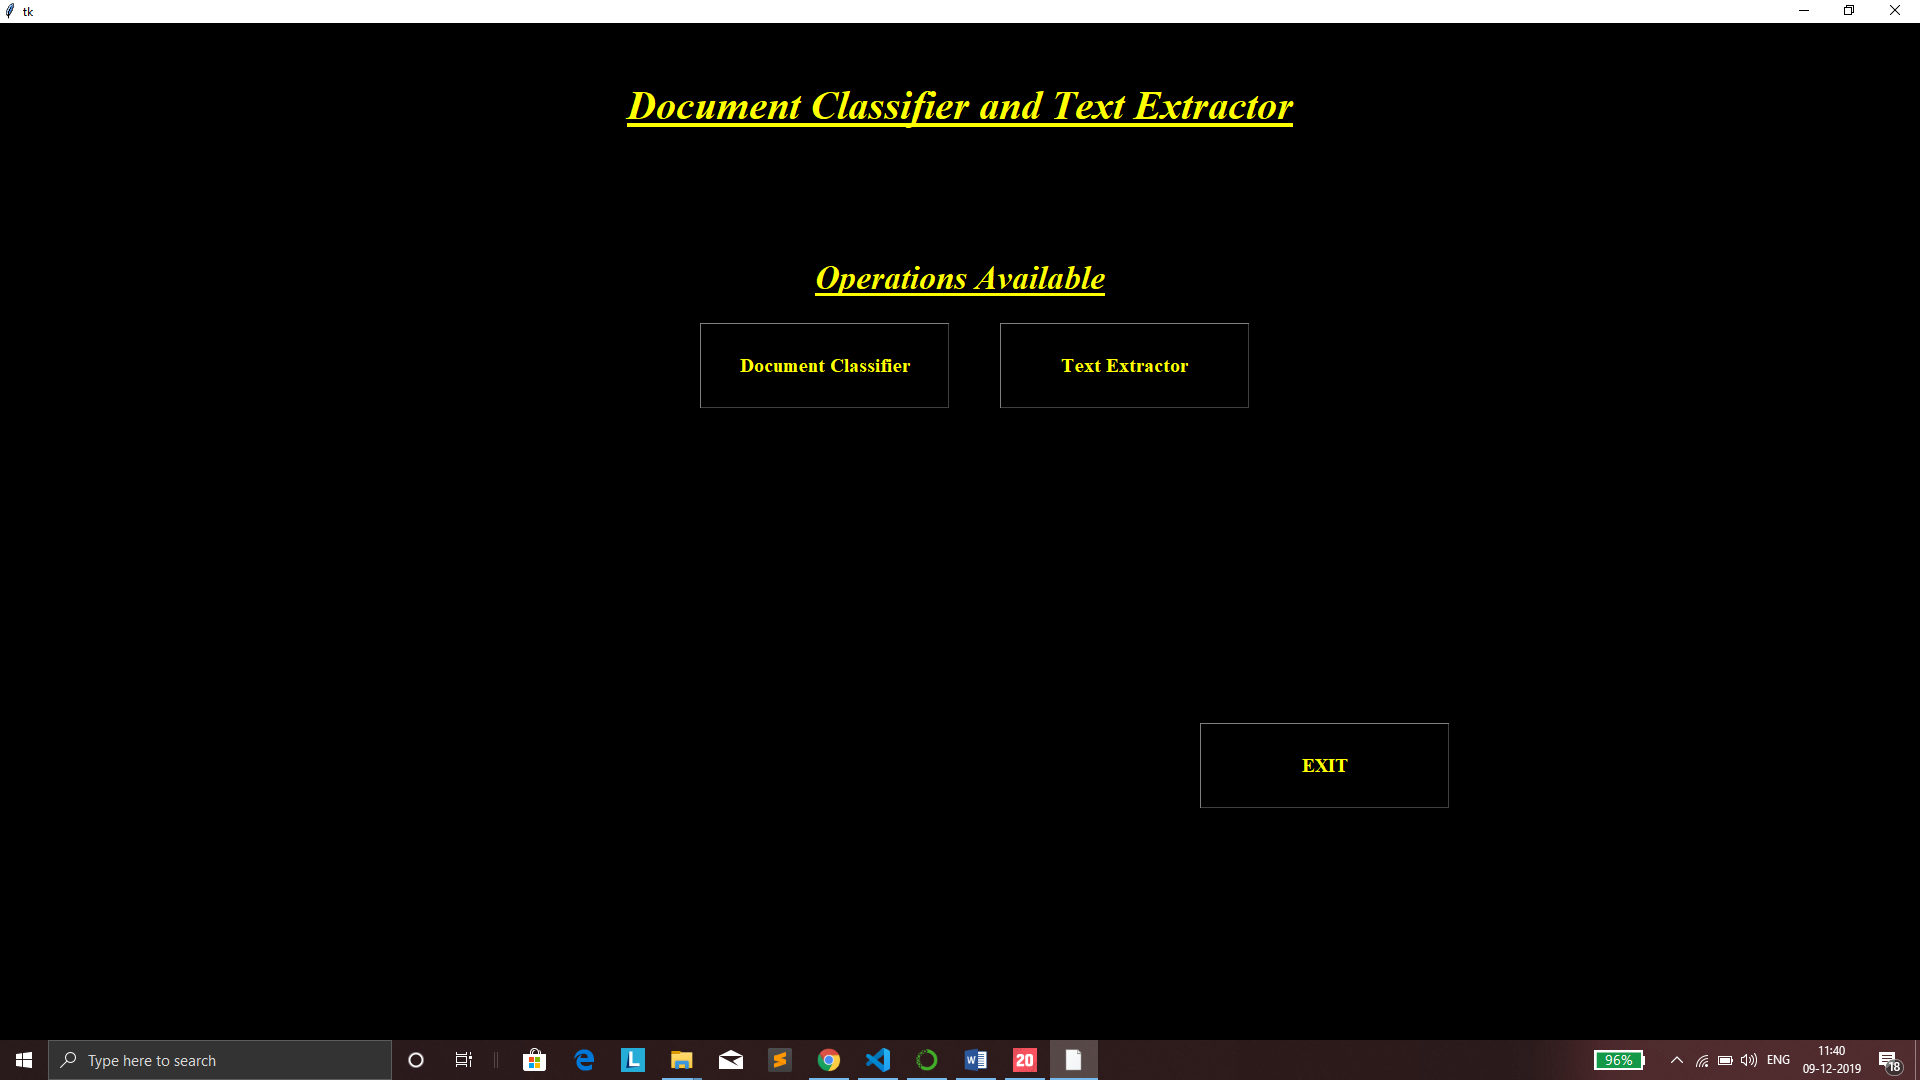 tk
Document Classifier and Text Extractor
Operations Available
Document Classifier
Text Extractor
EXIT
Type here to search
L
W
20
96%
ENG
11:40
09-12-2019
18